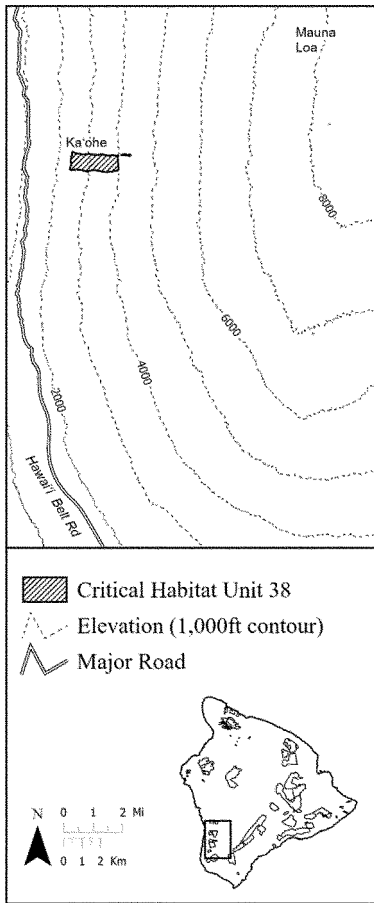 Mauna
Loa
Ka'ohe
8000
6000
4000
2000
Hawai'i Belt Rd
Critical Habitat Unit 38
Elevation (1,000ft contour)
Major Road
N
0 1 2 Mi
0 1 2 Km